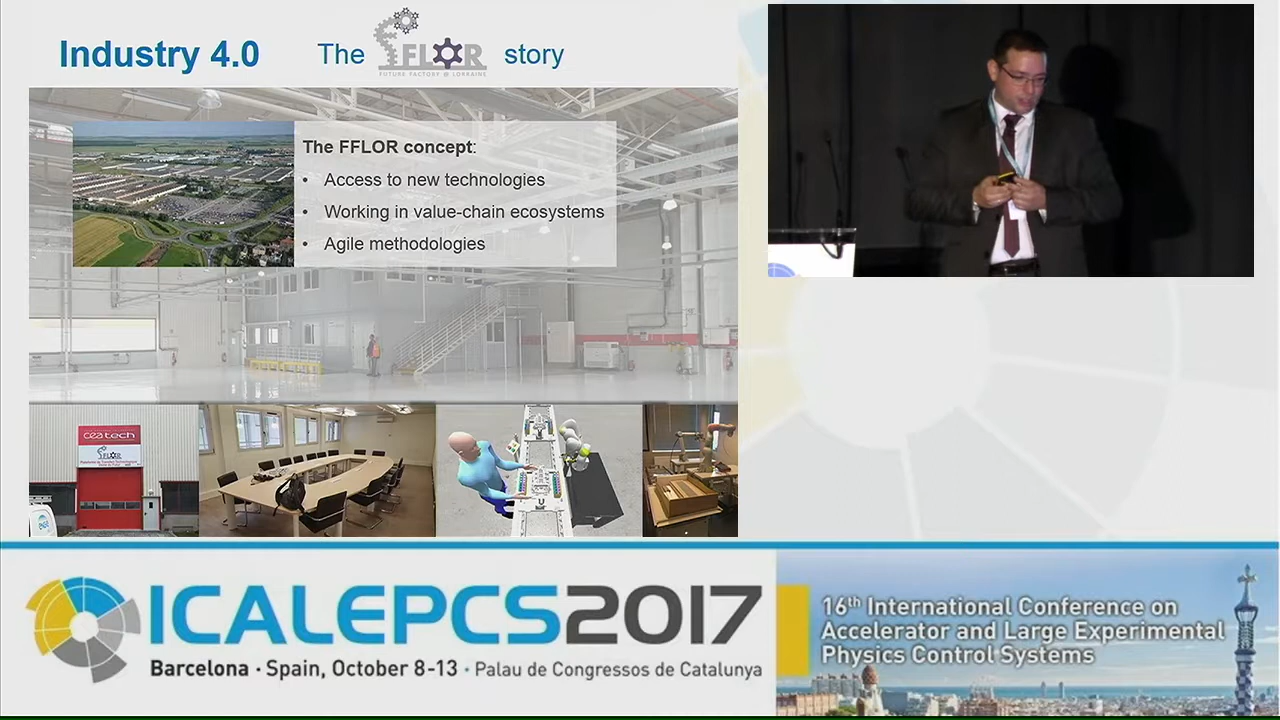 Industry 4.0
The FFLOR story
FUTURE FACTORY @ LORRAINE
The FFLOR concept:
• Access to new technologies
• Working in value-chain ecosystems
• Agile methodologies
ceatech
FFLOR
ICALEPCS2017
Barcelona · Spain, October 8-13 · Palau de Congressos de Catalunya
16th International Conference on
Accelerator and Large Experimental
Physics Control Systems